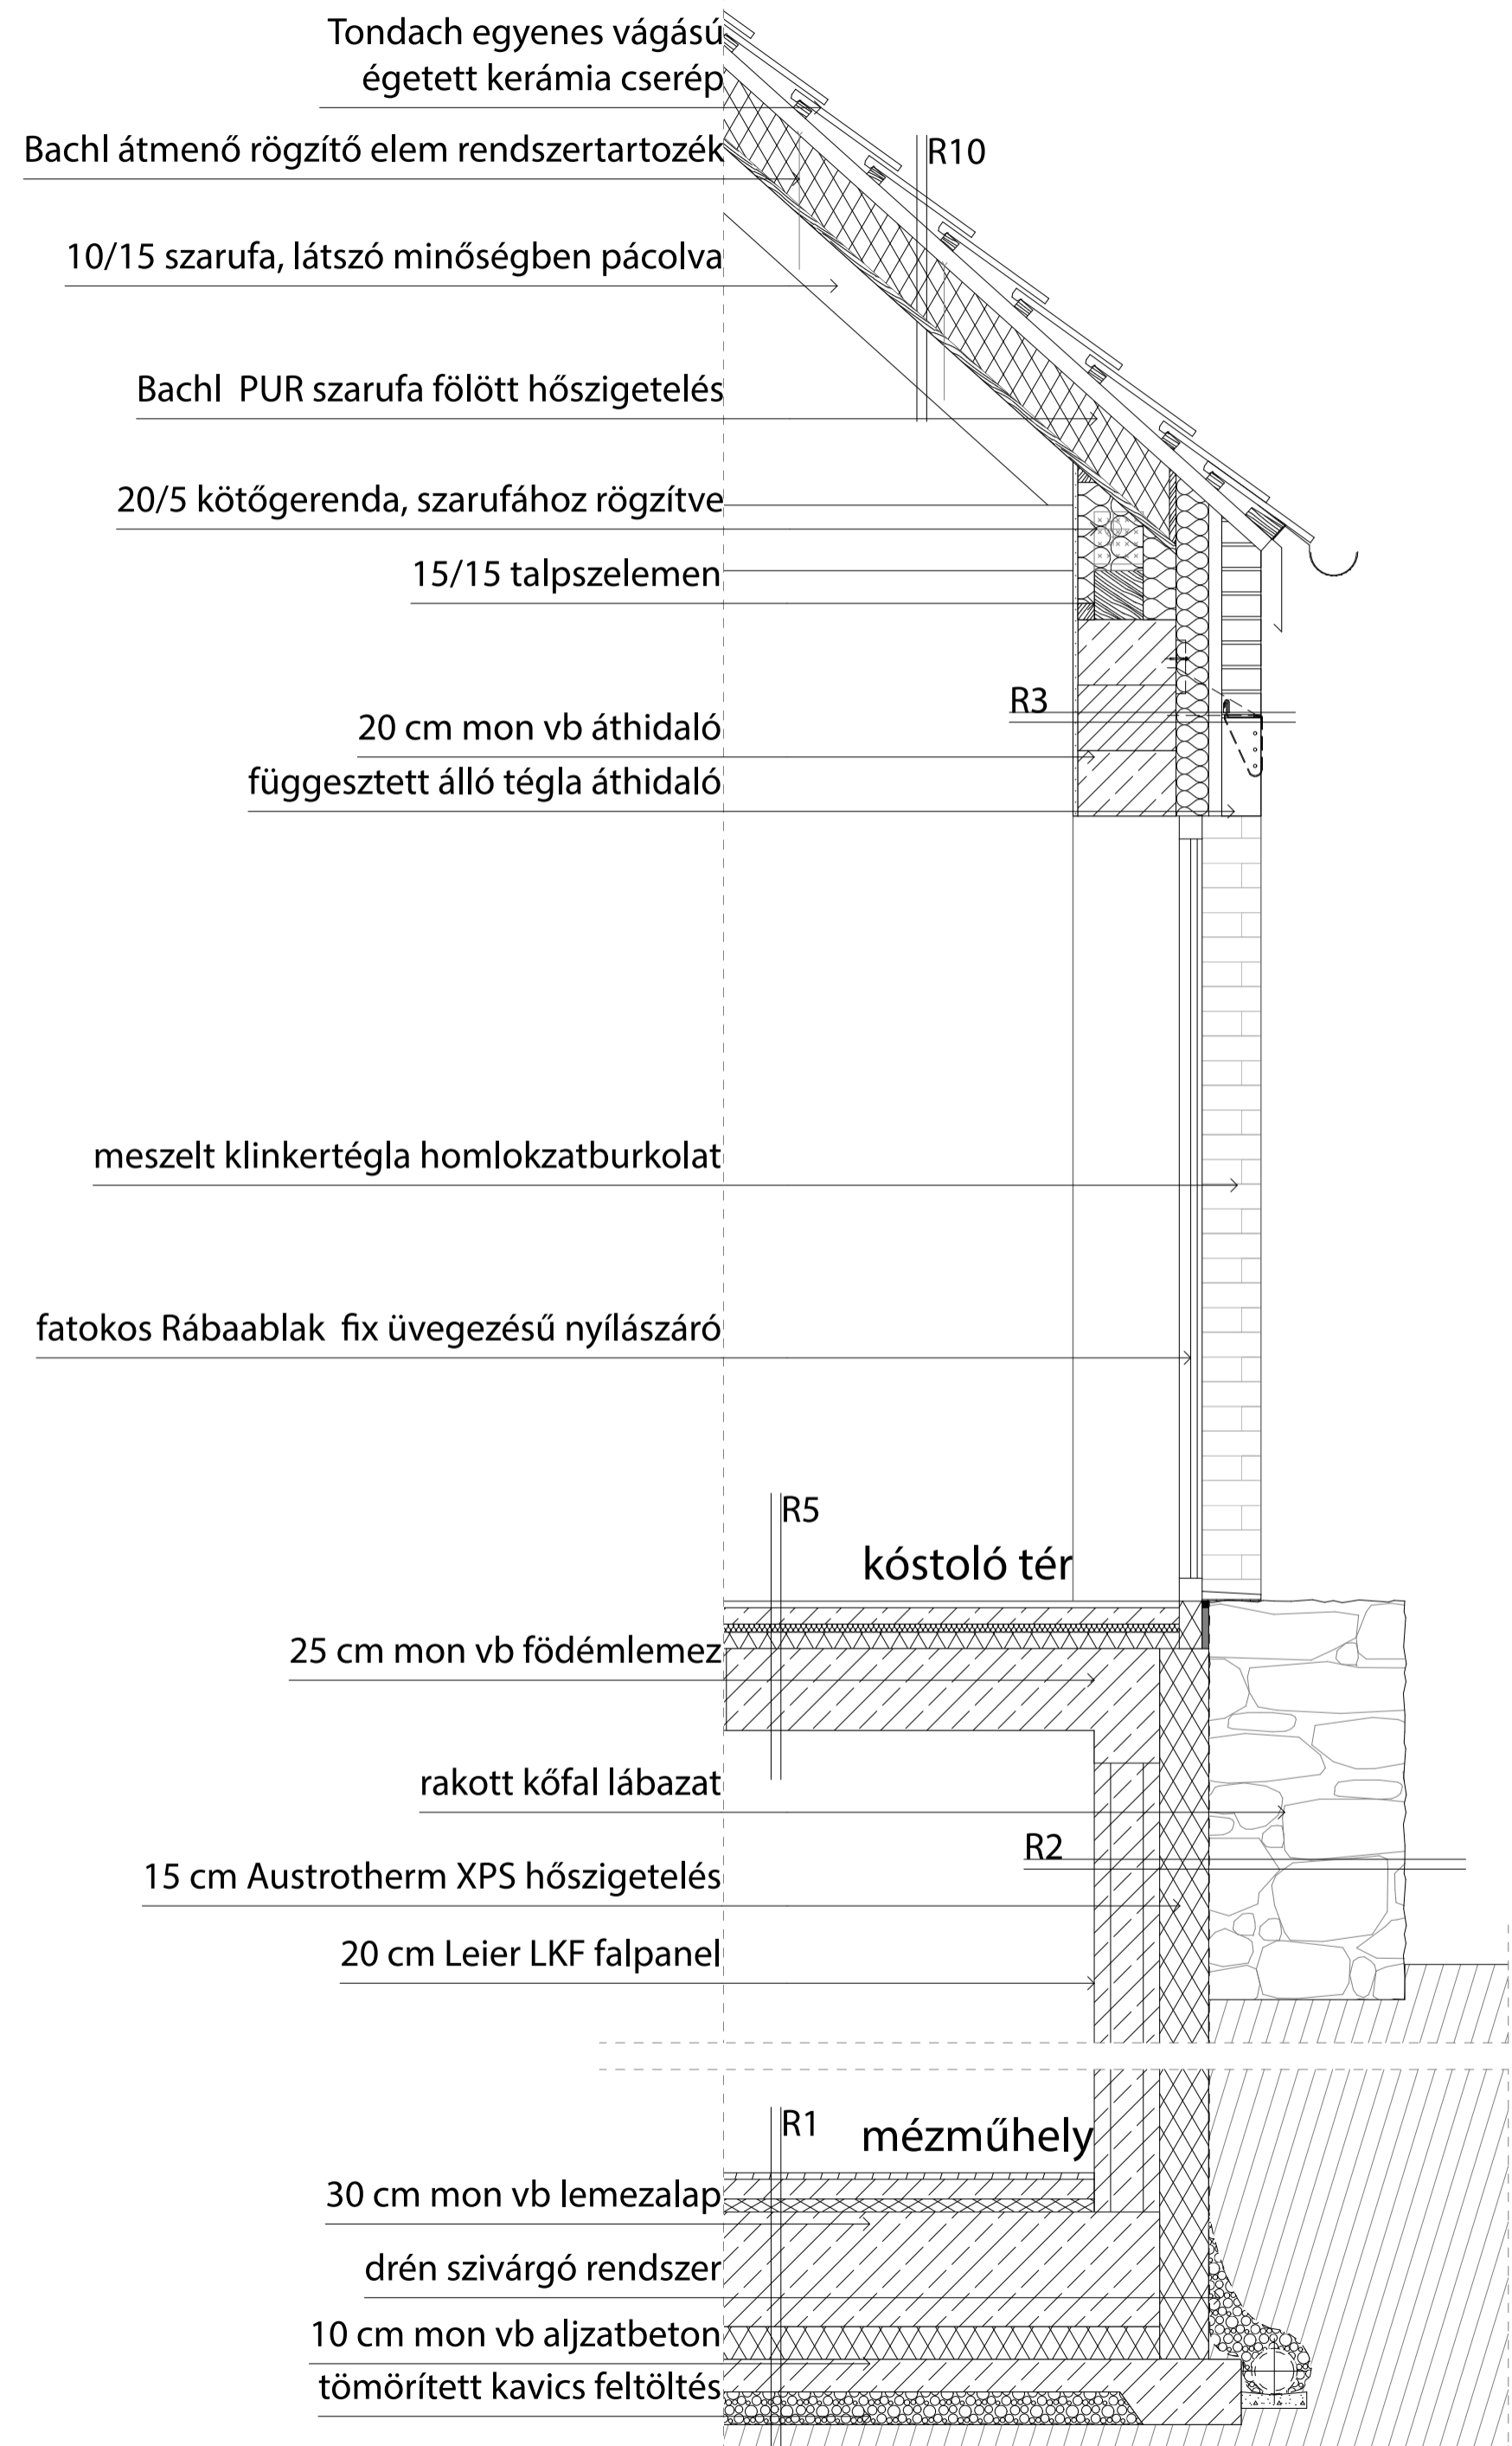 Tondach egyenes vágású
égetett kerámia cserép
Bachl átmenő rögzítő elem rendszertartozék
R10
10/15 szarufa, látszó minőségben pácolva
Bachl PUR szarufa fölött hőszigetelés
20/5 kötőgerenda, szarufához rögzítve
15/15 talpszelemen
R3
20 cm mon vb áthidaló
függesztett álló tégla áthidaló
meszelt klinkertégla homlokzatburkolat
fatokos Rábaablak fix üvegezésű nyílászáró
R5
kóstoló tér
25 cm mon vb födémlemez
rakott kőfal lábazat
R2
15 cm Austrotherm XPS hőszigetelés
20 cm Leier LKF falpanel
R1
mézműhely
30 cm mon vb lemezalap
drén szivárgó rendszer
10 cm mon vb aljzatbeton
tömörített kavics feltöltés